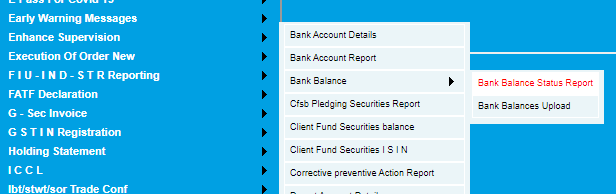 E Pass For Covid 19
Early Warning Messages
Enhance Supervision
Execution Of Order New
F I U - I N D - S T R Reporting
FATF Declaration
G - Sec Invoice
G S T I N Registration
Holding Statement
I C C L
Ibt/stwt/sor Trade Conf
Bank Account Details
Bank Account Report
Bank Balance
Cfsb Pledging Securities Report
Client Fund Securities balance
Client Fund Securities I S I N
Corrective preventive Action Report
Account Details
Bank Balance Status Report
Bank Balances Upload